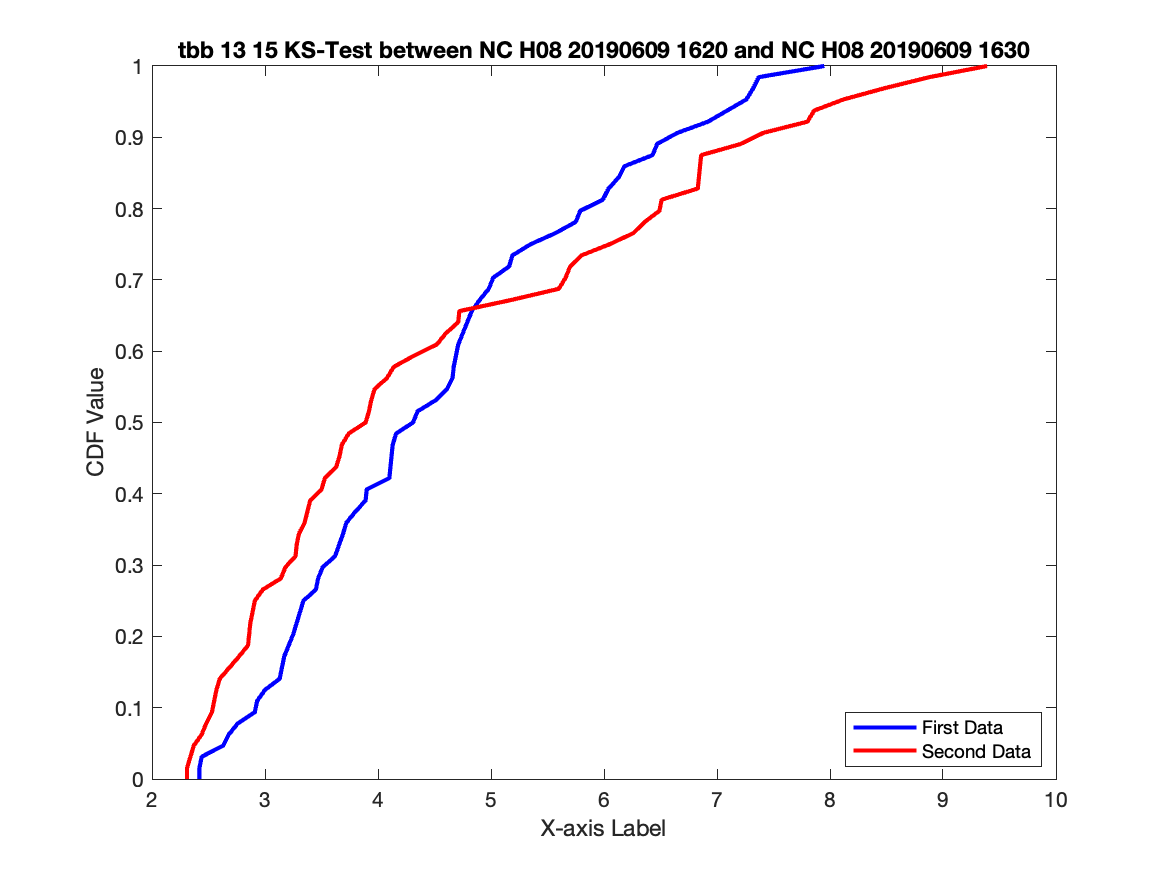 tbb 13 15 KS-Test between NC H08 20190609 1620 and NC H08 20190609 1630
1
0.9
0.8
0.7
0.6
0.5
0.4
0.3
0.2
0.1
0
CDF Value
First Data
Second Data
2 3 4 5 6 7 8 9 10
X-axis Label